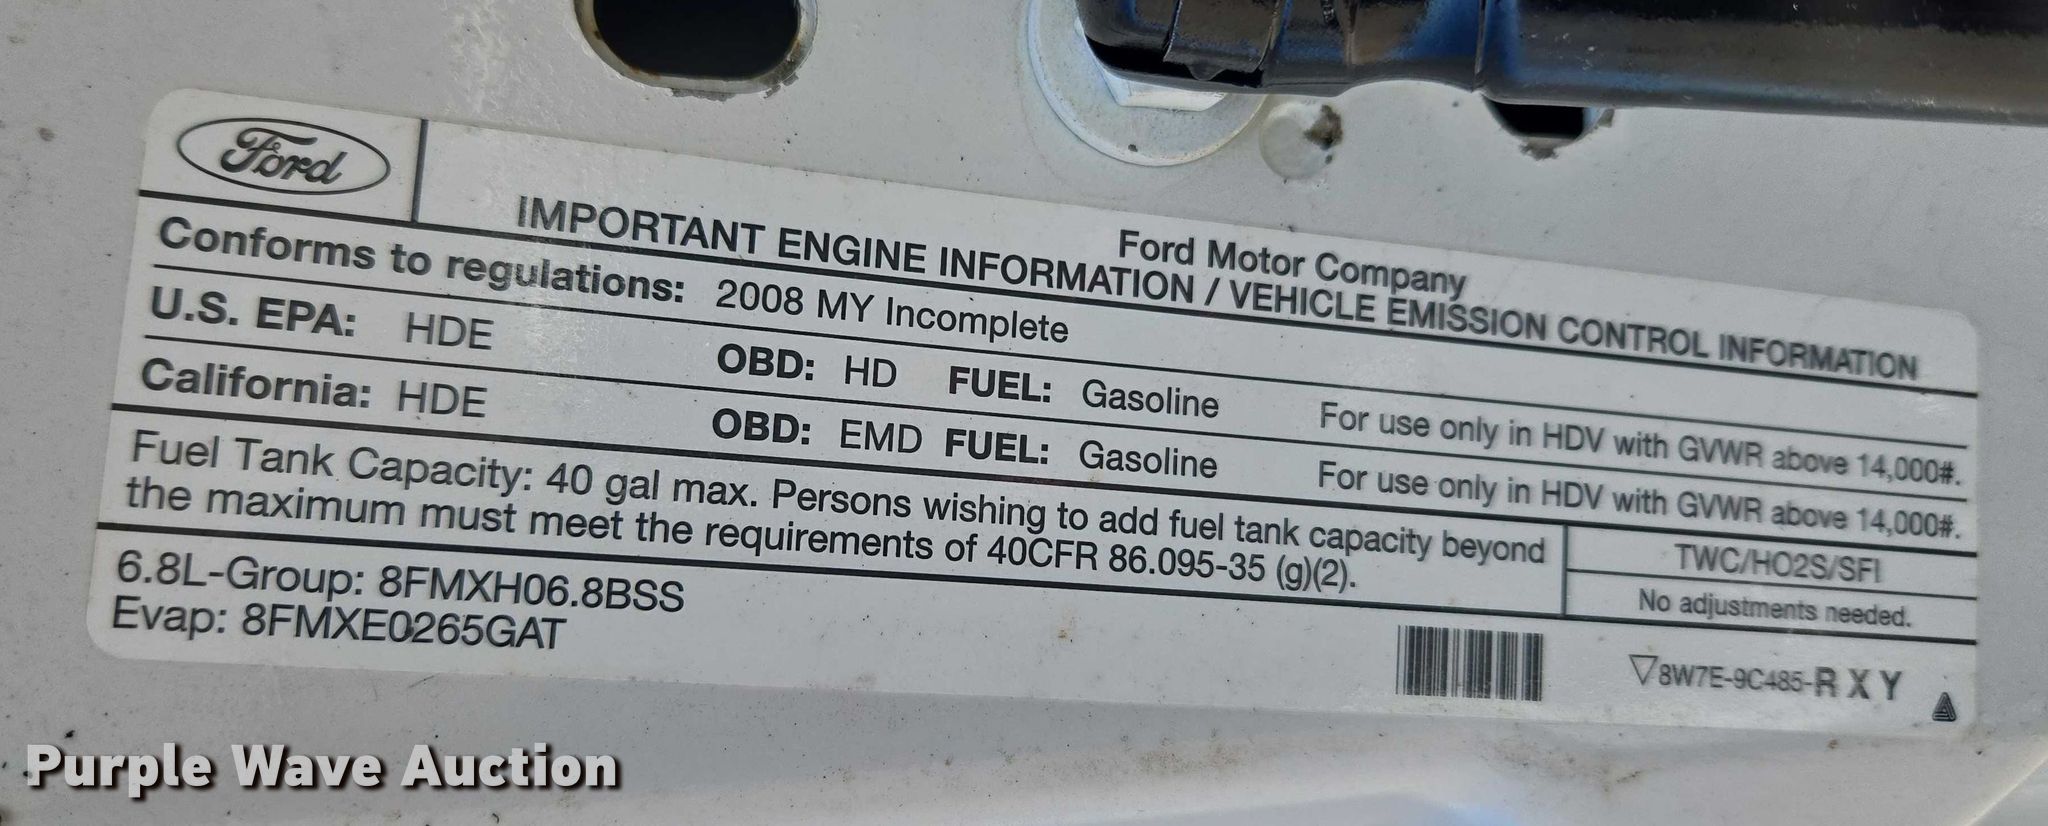 Ford
Ford Motor Company
IMPORTANT ENGINE INFORMATION / VEHICLE EMISSION CONTROL INFORMATION
Conforms to regulations: 2008 MY Incomplete
U.S. EPA: HDE OBD: HD FUEL: Gasoline For use only in HDV with GVWR above 14,000#.
California: HDE OBD: EMD FUEL: Gasoline For use only in HDV with GVWR above 14,000#.
Fuel Tank Capacity: 40 gal max. Persons wishing to add fuel tank capacity beyond
the maximum must meet the requirements of 40CFR 86.095-35 (g)(2).
TWC/HO2S/SFI
No adjustments needed.
6.8L-Group: 8FMXH06.8BSS
Evap: 8FMXE0265GAT
8W7E-9C485-R X Y
Purple Wave Auction